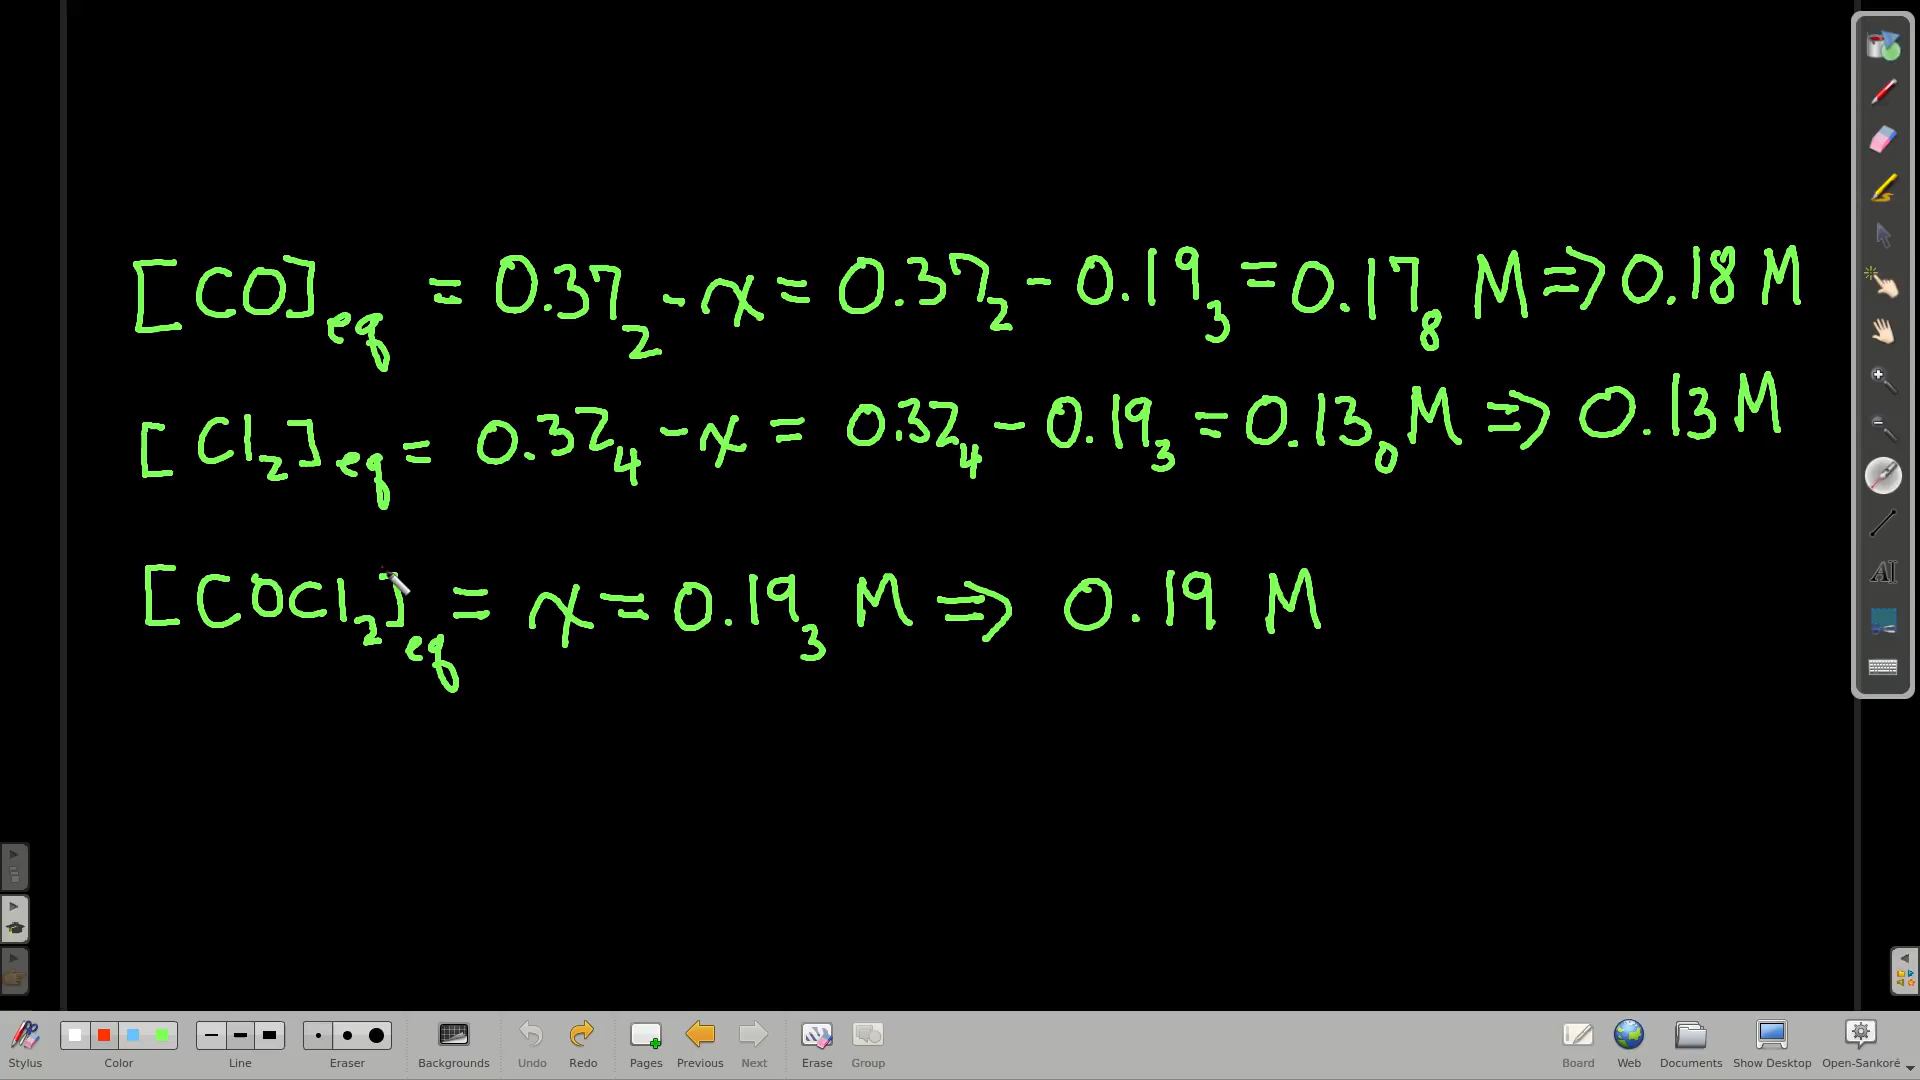 [CO]eq = 0.37₂ - x = 0.37₂ - 0.19₃ = 0.17₈ M ⇒ 0.18 M
[Cl₂]eq = 0.32₄ - x = 0.32₄ - 0.19₃ = 0.13₀ M ⇒ 0.13 M
[COCl₂]eq = x = 0.19₃ M ⇒ 0.19 M
Stylus Color Line Eraser Backgrounds Undo Redo Pages Previous Next Erase Group Board Web Documents Show Desktop Open-Sankoré